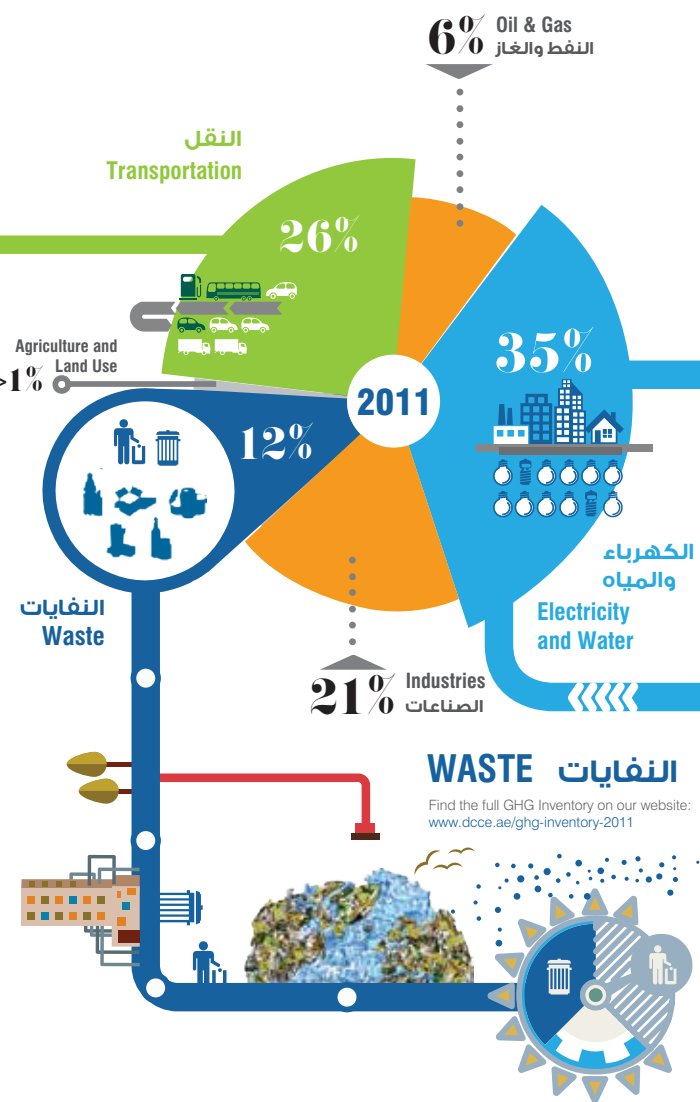 6% Oil & Gas
النفط والغاز
النقل
Transportation
26%
35%
Agriculture and
Land Use
>1%
2011
12%
الكهرباء
والمياه
Electricity
and Water
النفايات
Waste
21% Industries
الصناعات
WASTE النفايات
Find the full GHG Inventory on our website:
www.dcce.ae/ghg-inventory-2011